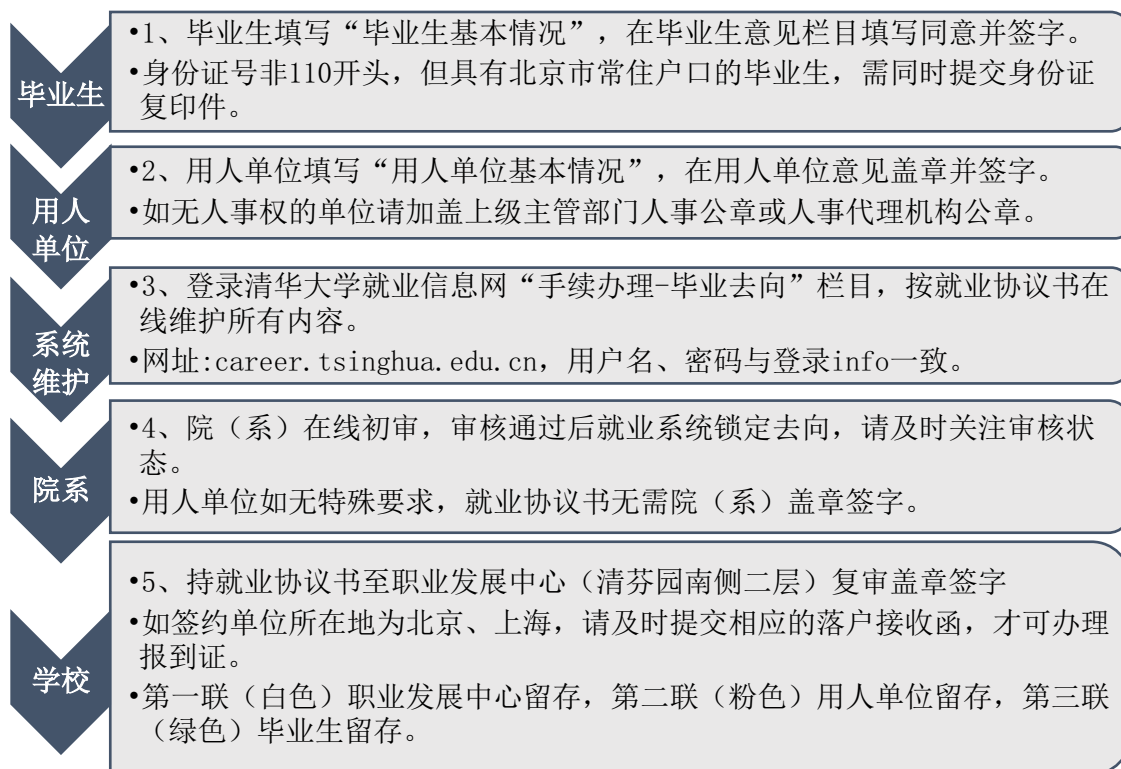 毕业生
•1、毕业生填写“毕业生基本情况”，在毕业生意见栏目填写同意并签字。
•身份证号非110开头，但具有北京市常住户口的毕业生，需同时提交身份证
复印件。
用人
单位
•2、用人单位填写“用人单位基本情况”，在用人单位意见盖章并签字。
•如无人事权的单位请加盖上级主管部门人事公章或人事代理机构公章。
系统
维护
•3、登录清华大学就业信息网“手续办理-毕业去向”栏目，按就业协议书在
线维护所有内容。
•网址:career.tsinghua.edu.cn，用户名、密码与登录info一致。
院系
•4、院（系）在线初审，审核通过后就业系统锁定去向，请及时关注审核状
态。
•用人单位如无特殊要求，就业协议书无需院（系）盖章签字。
学校
•5、持就业协议书至职业发展中心（清芬园南侧二层）复审盖章签字
•如签约单位所在地为北京、上海，请及时提交相应的落户接收函，才可办理
报到证。
•第一联（白色）职业发展中心留存，第二联（粉色）用人单位留存，第三联
（绿色）毕业生留存。